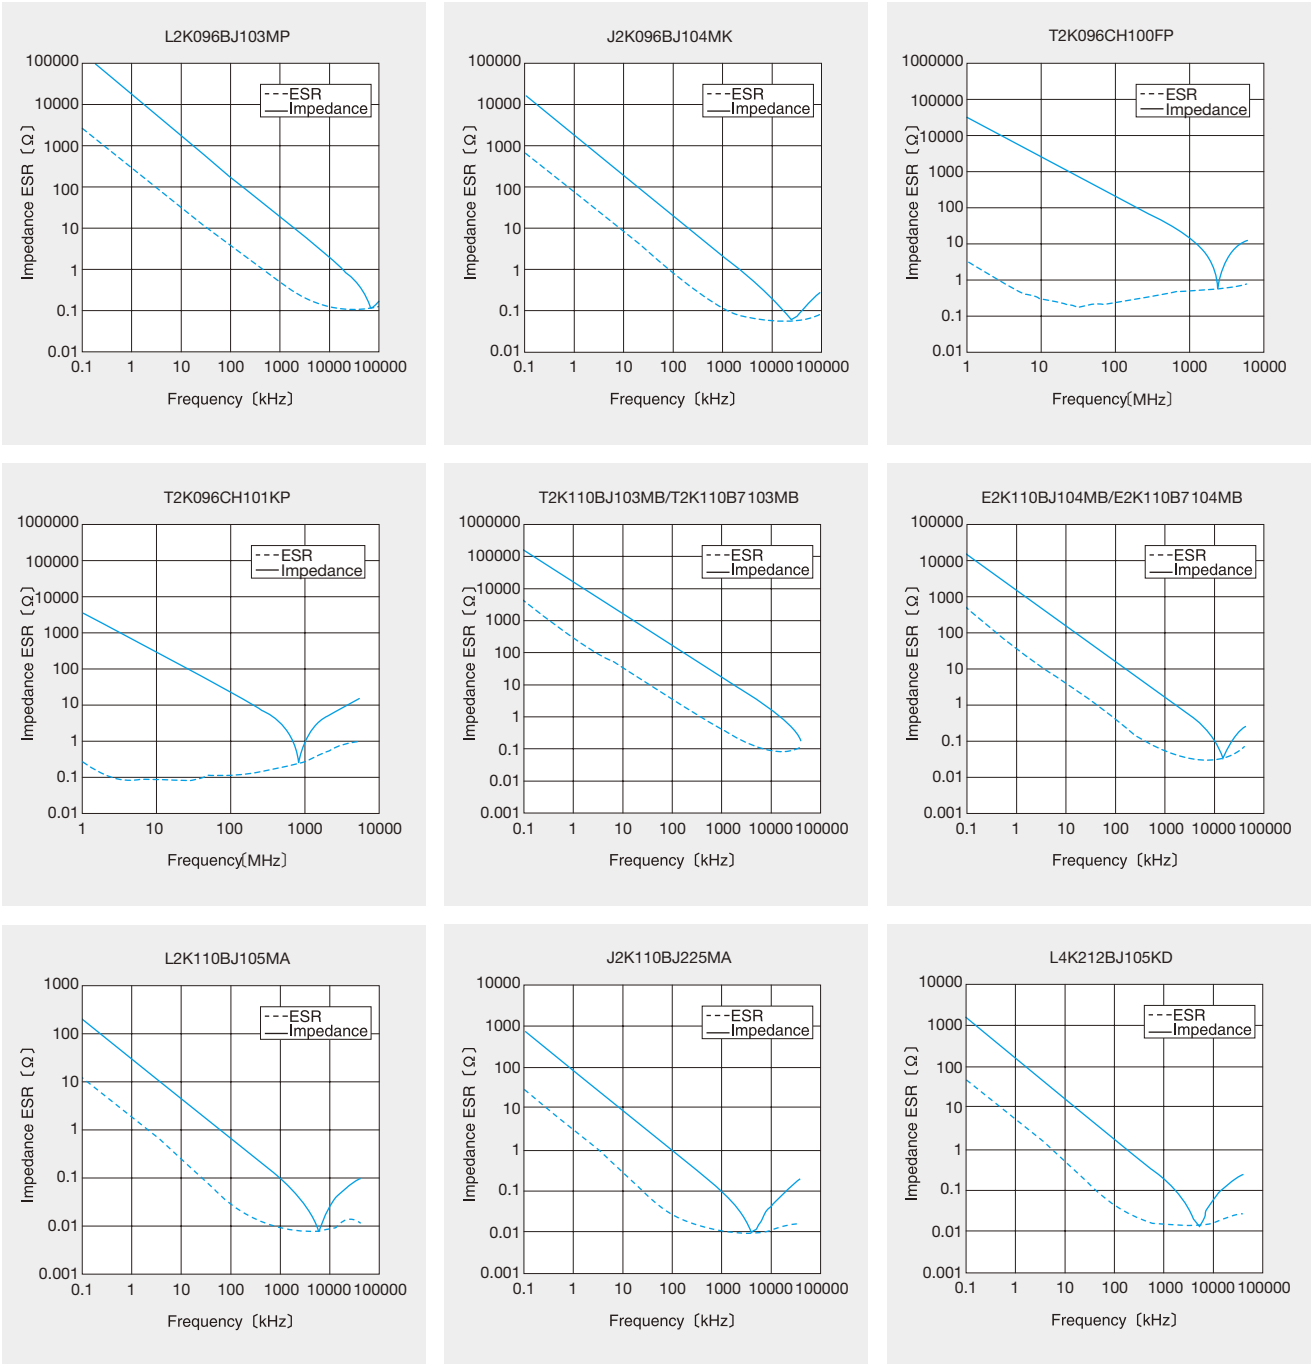 L2K096BJ103MP
100000
10000
1000
100
10
1
0.1
0.01
Impedance ESR〔Ω〕
ESR
Impedance
0.1 1 10 100 1000 10000 100000
Frequency〔kHz〕
J2K096BJ104MK
100000
10000
1000
100
10
1
0.1
0.01
Impedance ESR〔Ω〕
ESR
Impedance
0.1 1 10 100 1000 10000 100000
Frequency〔kHz〕
T2K096CH100FP
1000000
100000
10000
1000
100
10
1
0.1
0.01
Impedance ESR〔Ω〕
ESR
Impedance
1 10 100 1000 10000
Frequency〔MHz〕
T2K096CH101KP
1000000
100000
10000
1000
100
10
1
0.1
0.01
Impedance ESR〔Ω〕
ESR
Impedance
1 10 100 1000 10000
Frequency〔MHz〕
T2K110BJ103MB/T2K110B7103MB
1000000
100000
10000
1000
100
10
1
0.1
0.01
0.001
Impedance ESR〔Ω〕
ESR
Impedance
0.1 1 10 100 1000 10000 100000
Frequency〔kHz〕
E2K110BJ104MB/E2K110B7104MB
100000
10000
1000
100
10
1
0.1
0.01
0.001
Impedance ESR〔Ω〕
ESR
Impedance
0.1 1 10 100 1000 10000 100000
Frequency〔kHz〕
L2K110BJ105MA
1000
100
10
1
0.1
0.01
0.001
Impedance ESR〔Ω〕
ESR
Impedance
0.1 1 10 100 1000 10000 100000
Frequency〔kHz〕
J2K110BJ225MA
10000
1000
100
10
1
0.1
0.01
0.001
Impedance ESR〔Ω〕
ESR
Impedance
0.1 1 10 100 1000 10000 100000
Frequency〔kHz〕
L4K212BJ105KD
10000
1000
100
10
1
0.1
0.01
0.001
Impedance ESR〔Ω〕
ESR
Impedance
0.1 1 10 100 1000 10000 100000
Frequency〔kHz〕